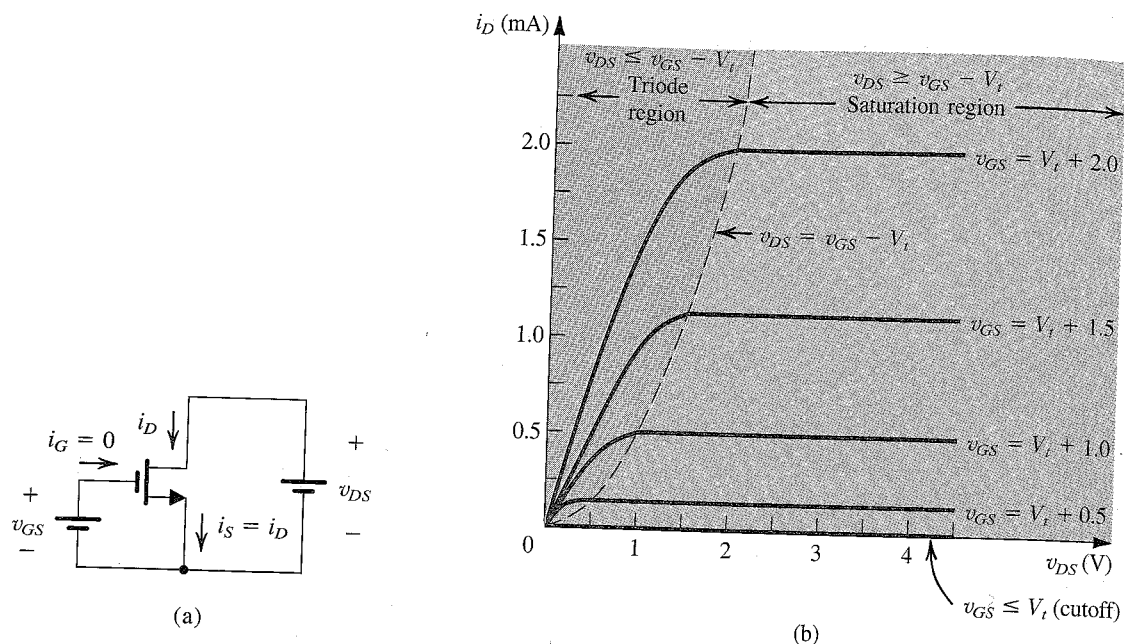 i_G = 0
i_D
+
v_GS
−
i_S = i_D
+
v_DS
−
(a)
i_D (mA)
v_DS ≤ v_GS − V_t
Triode
region
v_DS ≥ v_GS − V_t
Saturation region
2.0
v_GS = V_t + 2.0
1.5
v_DS = v_GS − V_t
1.0
v_GS = V_t + 1.5
0.5
v_GS = V_t + 1.0
v_GS = V_t + 0.5
0
1
2
3
4
v_DS (V)
v_GS ≤ V_t (cutoff)
(b)